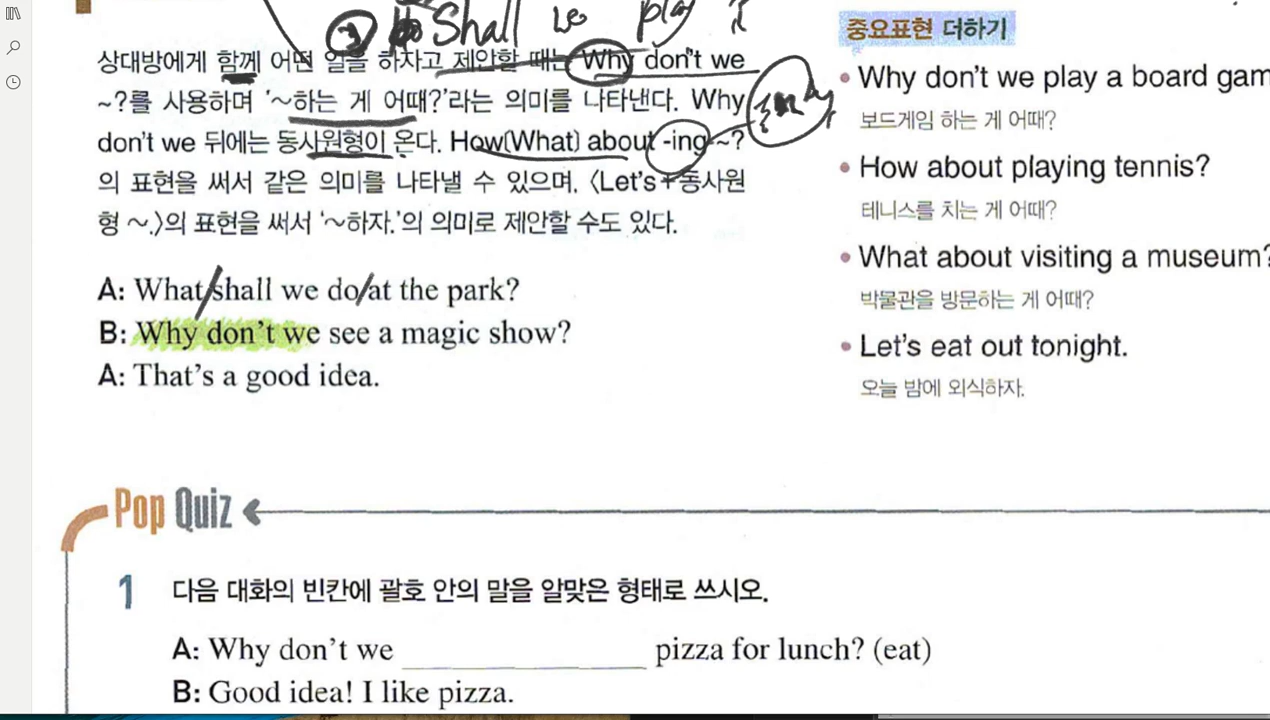 ③ Shall we play ?
상대방에게 함께 어떤 일을 하자고 제안할 때는 Why don't we
~?를 사용하며 '~하는 게 어때?'라는 의미를 나타낸다. Why
don't we 뒤에는 동사원형이 온다. How(What) about -ing ~?
의 표현을 써서 같은 의미를 나타낼 수 있으며, 〈Let's+동사원
형 ~.〉의 표현을 써서 '~하자.'의 의미로 제안할 수도 있다.
A: What shall we do at the park?
B: Why don't we see a magic show?
A: That's a good idea.
중요표현 더하기
• Why don't we play a board gam
보드게임 하는 게 어때?
• How about playing tennis?
테니스를 치는 게 어때?
• What about visiting a museum?
박물관을 방문하는 게 어때?
• Let's eat out tonight.
오늘 밤에 외식하자.
Pop Quiz
1 다음 대화의 빈칸에 괄호 안의 말을 알맞은 형태로 쓰시오.
A: Why don't we ____________ pizza for lunch? (eat)
B: Good idea! I like pizza.